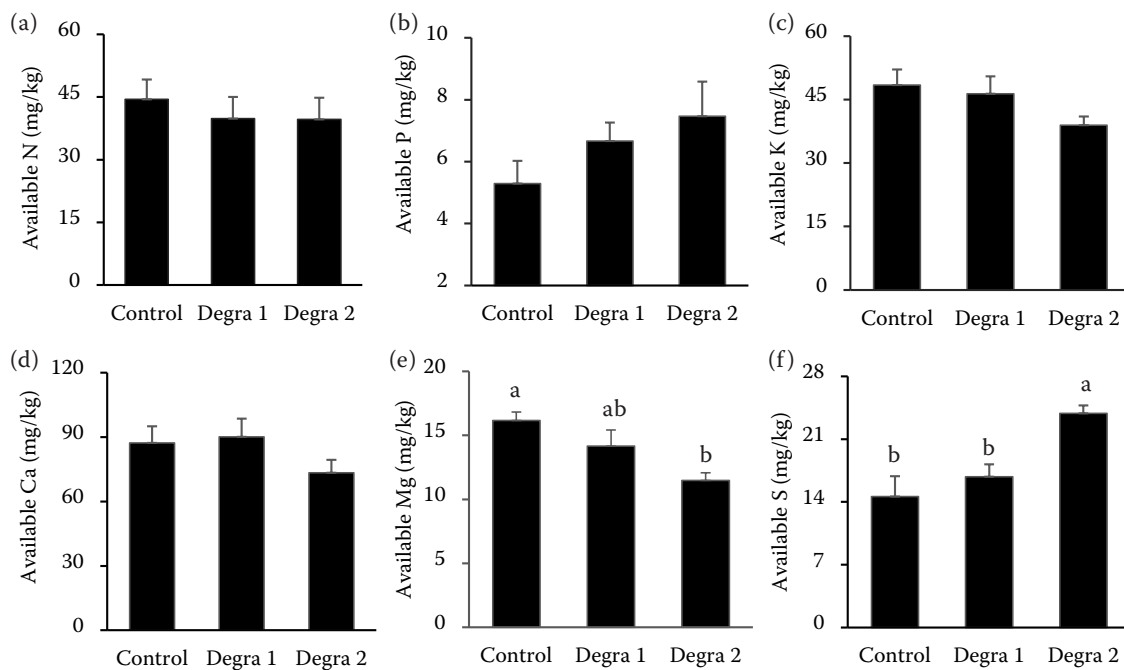 (a)
Available N (mg/kg)
60
45
30
15
0
Control Degra 1 Degra 2
(b)
Available P (mg/kg)
10
8
6
4
2
Control Degra 1 Degra 2
(c)
Available K (mg/kg)
60
45
30
15
0
Control Degra 1 Degra 2
(d)
Available Ca (mg/kg)
120
90
60
30
0
Control Degra 1 Degra 2
(e)
Available Mg (mg/kg)
20
15
10
5
0
a
ab
b
Control Degra 1 Degra 2
(f)
Available S (mg/kg)
28
21
14
7
0
b
b
a
Control Degra 1 Degra 2